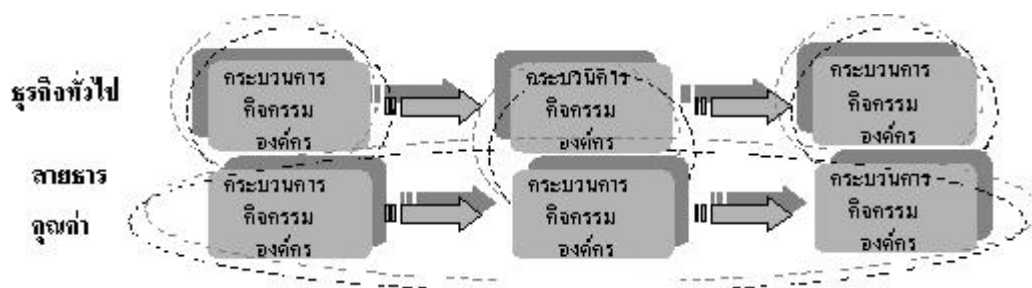 ธุรกิจทั่วไป
กระบวนการ
กิจกรรม
องค์กร
กระบวนการ
กิจกรรม
องค์กร
กระบวนการ
กิจกรรม
องค์กร
สายธาร
คุณค่า
กระบวนการ
กิจกรรม
องค์กร
กระบวนการ
กิจกรรม
องค์กร
กระบวนการ
กิจกรรม
องค์กร